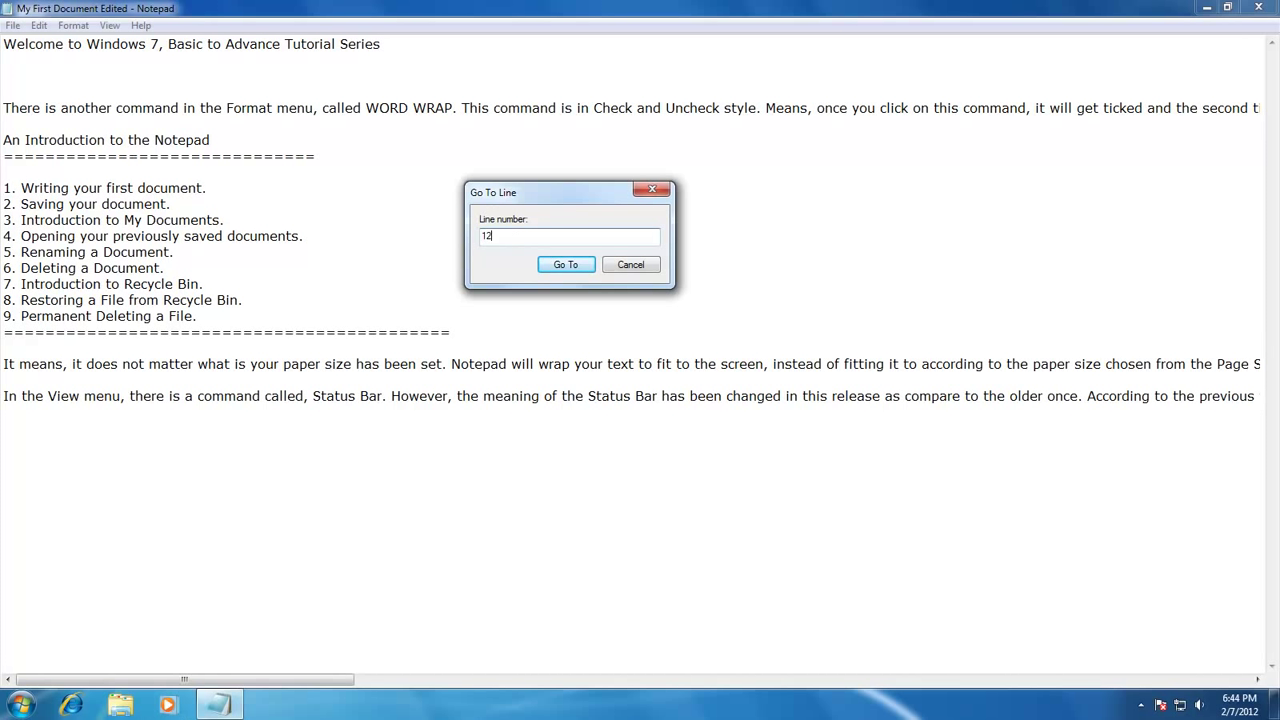 My First Document Edited - Notepad
File Edit Format View Help
Welcome to Windows 7, Basic to Advance Tutorial Series
There is another command in the Format menu, called WORD WRAP. This command is in Check and Uncheck style. Means, once you click on this command, it will get ticked and the second
An Introduction to the Notepad
==============================
1. Writing your first document.
2. Saving your document.
3. Introduction to My Documents.
4. Opening your previously saved documents.
5. Renaming a Document.
6. Deleting a Document.
7. Introduction to Recycle Bin.
8. Restoring a File from Recycle Bin.
9. Permanent Deleting a File.
===========================================
Go To Line
Line number:
12
Go To Cancel
It means, it does not matter what is your paper size has been set. Notepad will wrap your text to fit to the screen, instead of fitting it to according to the paper size chosen from the Page S
In the View menu, there is a command called, Status Bar. However, the meaning of the Status Bar has been changed in this release as compare to the older once. According to the previous
6:44 PM
2/7/2012